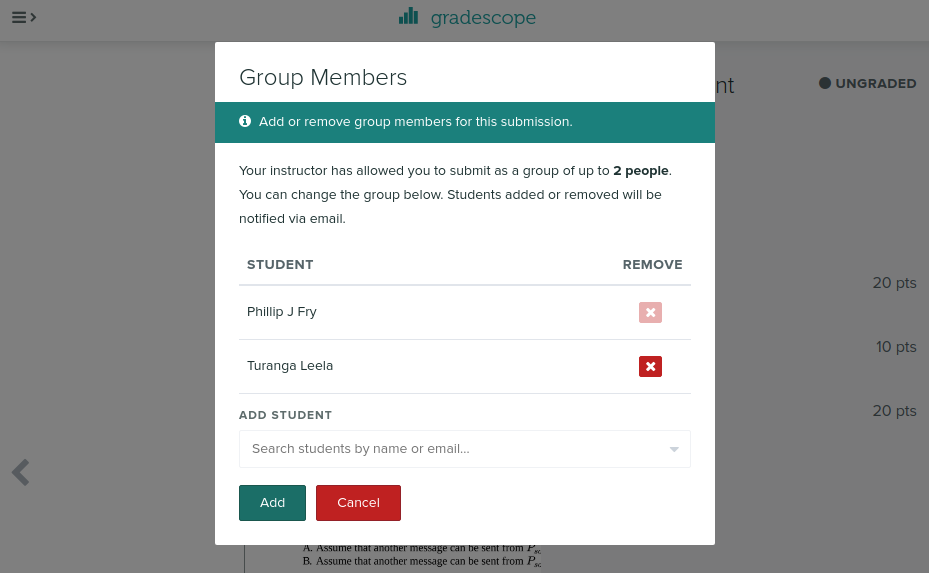 gradescope
Group Members
nt
UNGRADED
Add or remove group members for this submission.
Your instructor has allowed you to submit as a group of up to 2 people.
You can change the group below. Students added or removed will be
notified via email.
STUDENT REMOVE
20 pts
Phillip J Fry
10 pts
Turanga Leela
20 pts
ADD STUDENT
Search students by name or email...
Add Cancel
A. Assume that another message can be sent from P
B. Assume that another message can be sent from P